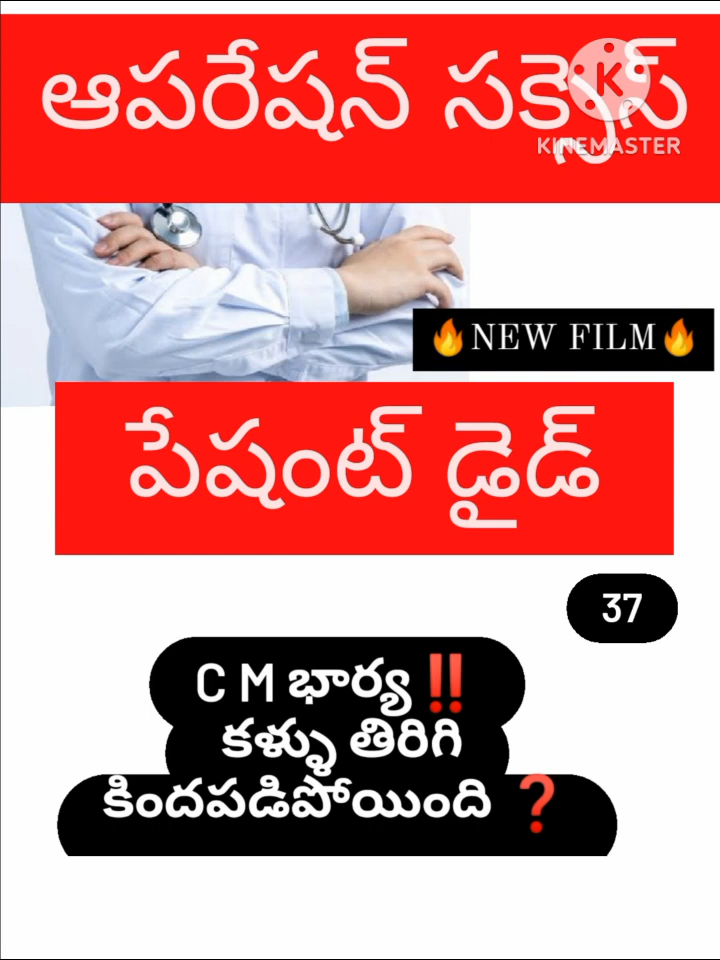 ఆపరేషన్ సక్సెస్
KINEMASTER
🔥NEW FILM🔥
పేషంట్ డైడ్
37
C M భార్య‼️
కళ్ళు తిరిగి
కిందపడిపోయింది ❓